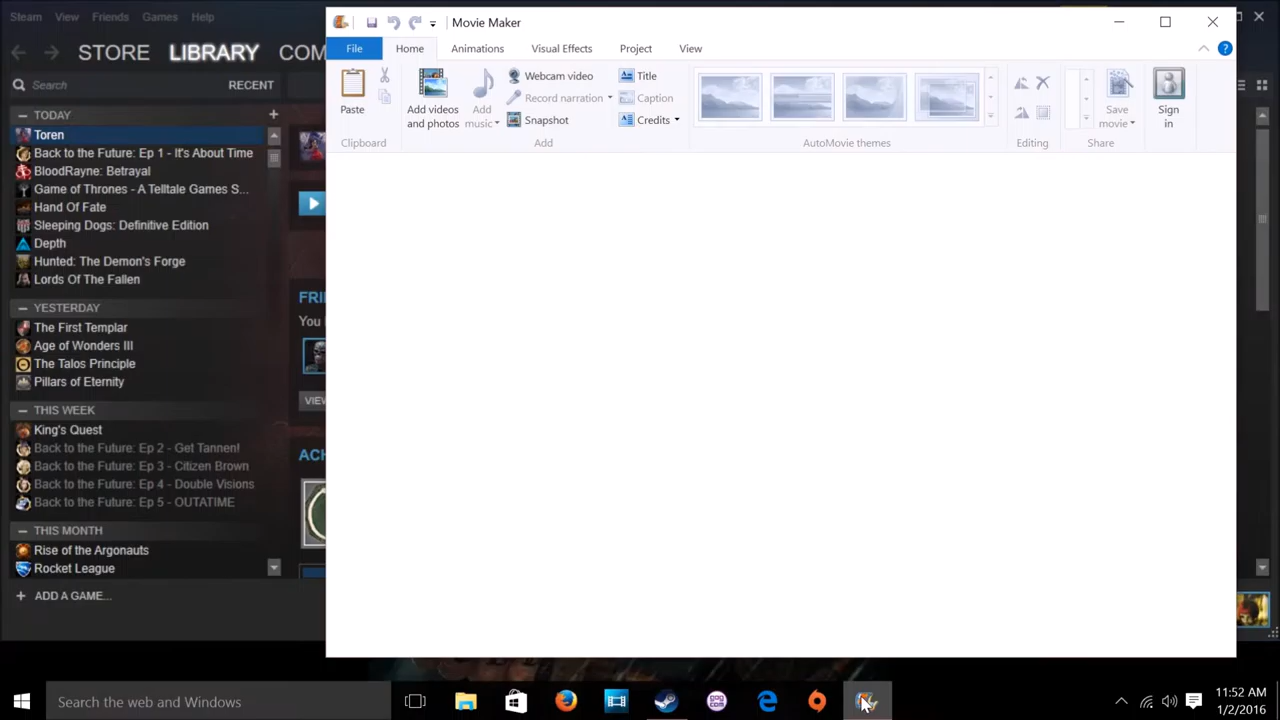 Steam View Friends Games Help
Movie Maker
File Home Animations Visual Effects Project View
STORE LIBRARY COM
Search RECENT
Paste
Clipboard
Add videos and photos
Add music
Webcam video
Record narration
Snapshot
Title
Caption
Credits
Add
AutoMovie themes
Editing
Save movie
Share
Sign in
TODAY
Toren
Back to the Future: Ep 1 - It's About Time
BloodRayne: Betrayal
Game of Thrones - A Telltale Games S...
Hand Of Fate
Sleeping Dogs: Definitive Edition
Depth
Hunted: The Demon's Forge
Lords Of The Fallen
YESTERDAY
The First Templar
Age of Wonders III
The Talos Principle
Pillars of Eternity
THIS WEEK
King's Quest
Back to the Future: Ep 2 - Get Tannen!
Back to the Future: Ep 3 - Citizen Brown
Back to the Future: Ep 4 - Double Visions
Back to the Future: Ep 5 - OUTATIME
THIS MONTH
Rise of the Argonauts
Rocket League
ADD A GAME...
FRI
You
VIEW
ACH
Search the web and Windows
11:52 AM
1/2/2016